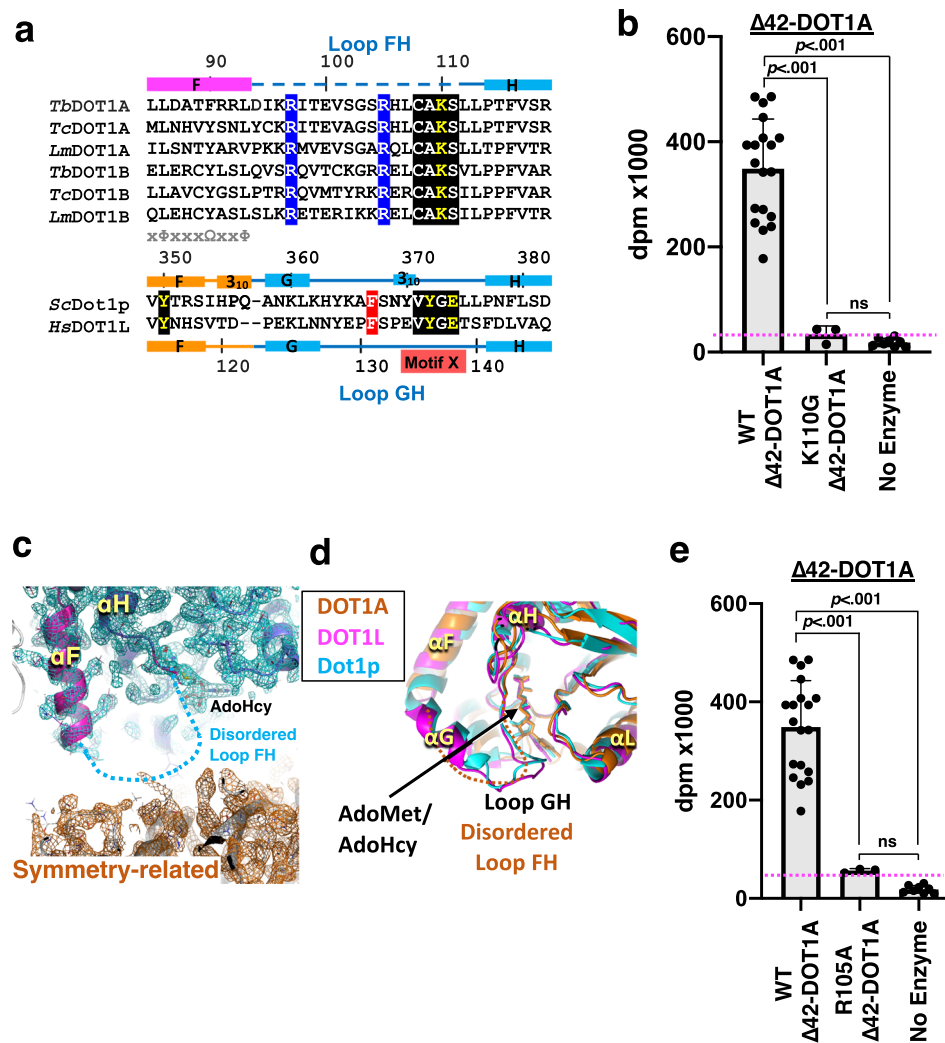 a
Loop FH
90 100 110
F H
TbDOT1A LLDATFRRLDIKRITEVSGSRHLCAKSLLPTFVSR
TcDOT1A MLNHVYSNLYCKRITEVAGSRHLCAKSLLPTFVSR
LmDOT1A ILSNTYARVPKKRMVEVSGARQLCAKSLLPTFVSR
TbDOT1B ELERCYLSLQVSRQVTCKGRRELCAKSVLPPFVAR
TcDOT1B LLAVCYGSLPTRRQVMTYRKRERLCAKSILPPFVAR
LmDOT1B QLEHCYASLSLKRETERIKKRELCAKSILPPFVTR
xΦxxxxΩxxΦ
350 360 370 380
F 3₁₀ G 3₁₀ H
ScDot1p VYTRSIHPQ-ANKLKHYKAFSNYVYGELLPNFLSD
HsDOT1L VYNHSVTD--PEKLNNYEPFSPEVYGETSFDLVAQ
F G Motif X H
120 130 140
Loop GH
b
Δ42-DOT1A
p<.001
p<.001
ns
dpm x1000
600
400
200
0
WT Δ42-DOT1A
K110G Δ42-DOT1A
No Enzyme
c
αH
αF
AdoHcy
Disordered
Loop FH
Symmetry-related
d
DOT1A
DOT1L
Dot1p
αH
αF
αG
αL
AdoMet/
AdoHcy
Loop GH
Disordered
Loop FH
e
Δ42-DOT1A
p<.001
p<.001
ns
dpm x1000
600
400
200
0
WT Δ42-DOT1A
R105A Δ42-DOT1A
No Enzyme